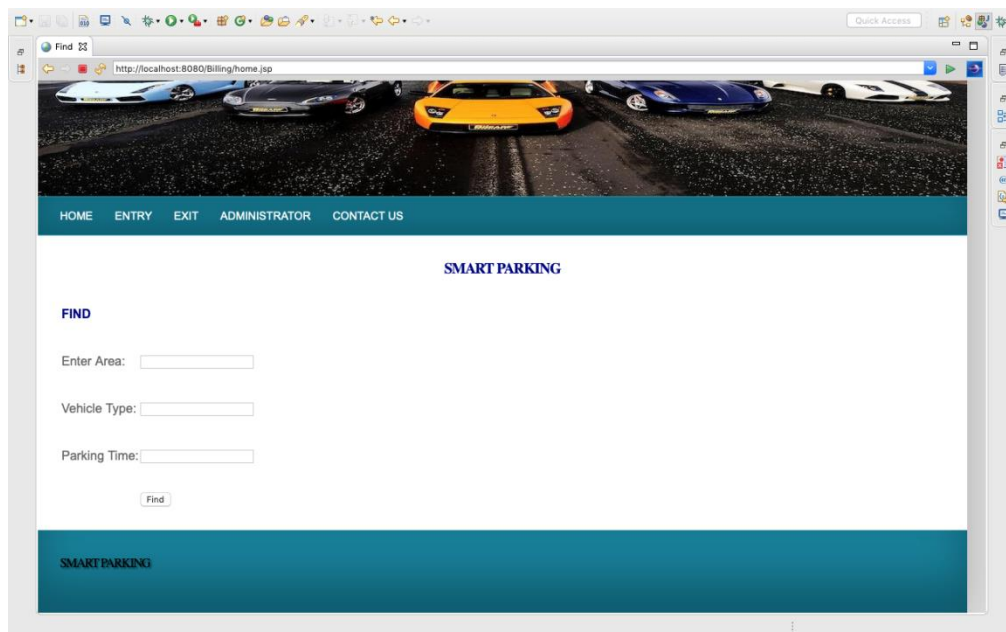 Quick Access
Find
http://localhost:8080/Billing/home.jsp
HOME ENTRY EXIT ADMINISTRATOR CONTACT US
SMART PARKING
FIND
Enter Area:
Vehicle Type:
Parking Time:
Find
SMART PARKING